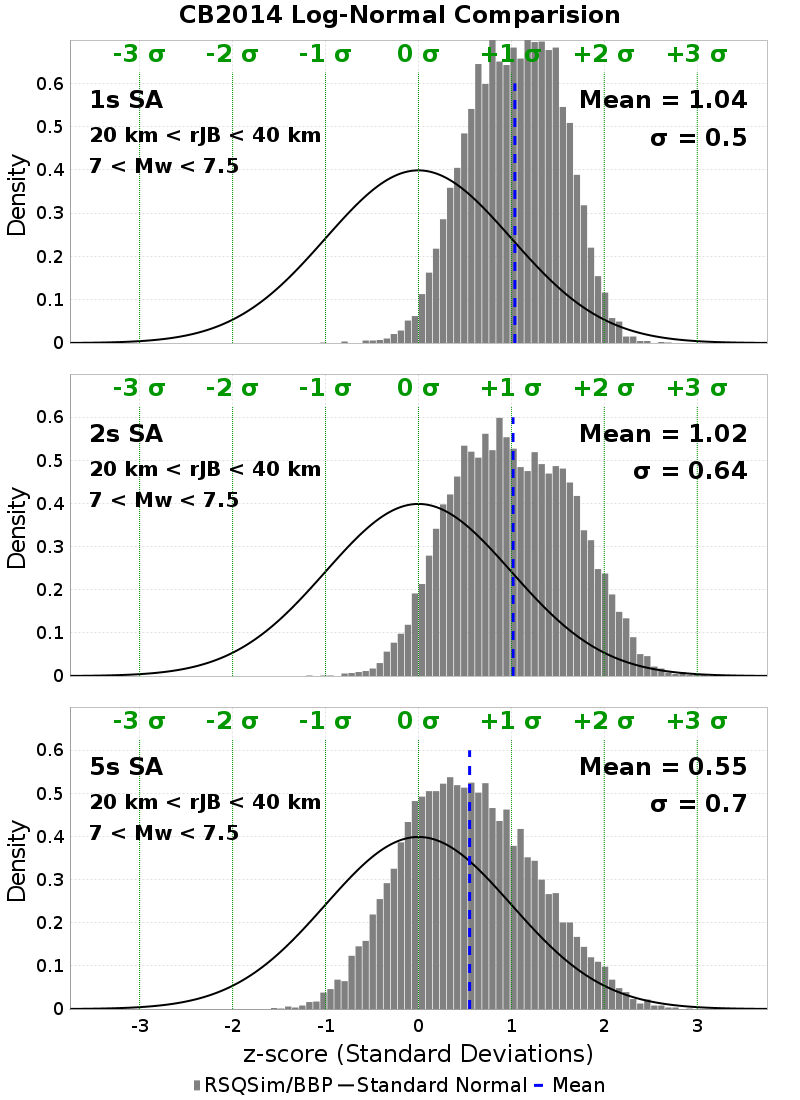 CB2014 Log-Normal Comparision
-3 σ -2 σ -1 σ 0 σ +1 σ +2 σ +3 σ
1s SA
Mean = 1.04
20 km < rJB < 40 km
σ = 0.5
7 < Mw < 7.5
Density
0.6
0.5
0.4
0.3
0.2
0.1
0
-3 σ -2 σ -1 σ 0 σ +1 σ +2 σ +3 σ
2s SA
Mean = 1.02
20 km < rJB < 40 km
σ = 0.64
7 < Mw < 7.5
Density
0.6
0.5
0.4
0.3
0.2
0.1
0
-3 σ -2 σ -1 σ 0 σ +1 σ +2 σ +3 σ
5s SA
Mean = 0.55
20 km < rJB < 40 km
σ = 0.7
7 < Mw < 7.5
Density
0.6
0.5
0.4
0.3
0.2
0.1
0
-3 -2 -1 0 1 2 3
z-score (Standard Deviations)
RSQSim/BBP Standard Normal Mean